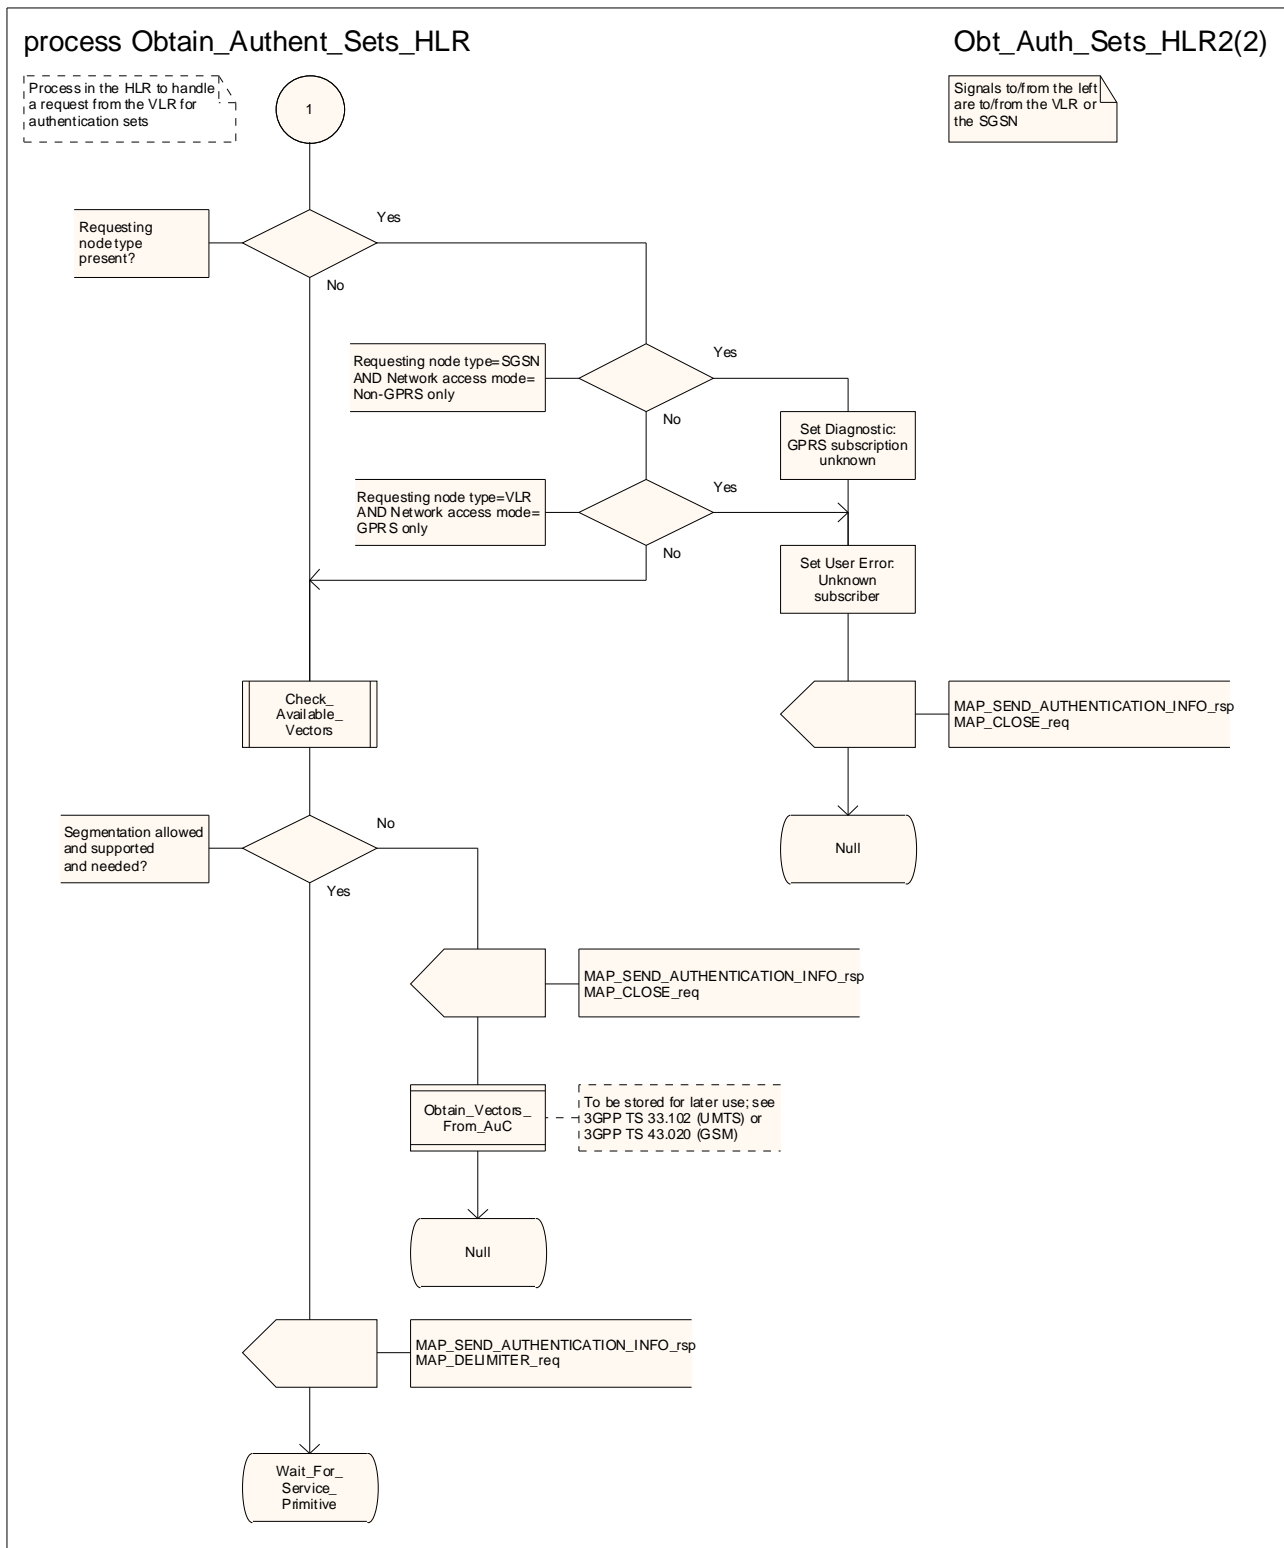 process Obtain_Authent_Sets_HLR
Obt_Auth_Sets_HLR2(2)
Process in the HLR to handle
a request from the VLR for
authentication sets
1
Signals to/from the left
are to/from the VLR or
the SGSN
Requesting
node type
present?
Yes
No
Requesting node type=SGSN
AND Network access mode=
Non-GPRS only
Yes
No
Set Diagnostic:
GPRS subscription
unknown
Requesting node type=VLR
AND Network access mode=
GPRS only
Yes
No
Set User Error:
Unknown
subscriber
Check_
Available_
Vectors
MAP_SEND_AUTHENTICATION_INFO_rsp
MAP_CLOSE_req
Segmentation allowed
and supported
and needed?
No
Yes
Null
MAP_SEND_AUTHENTICATION_INFO_rsp
MAP_CLOSE_req
Obtain_Vectors_
From_AuC
To be stored for later use; see
3GPP TS 33.102 (UMTS) or
3GPP TS 43.020 (GSM)
Null
MAP_SEND_AUTHENTICATION_INFO_rsp
MAP_DELIMITER_req
Wait_For_
Service_
Primitive